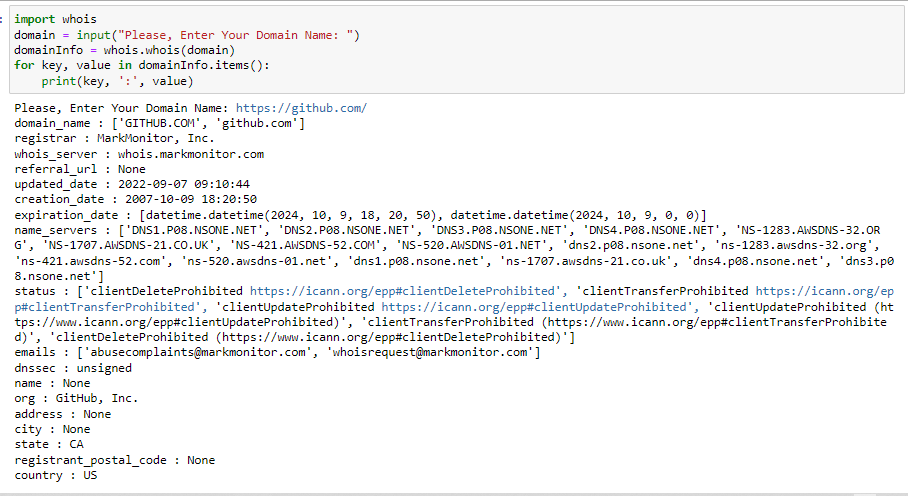 import whois
domain = input("Please, Enter Your Domain Name: ")
domainInfo = whois.whois(domain)
for key, value in domainInfo.items():
    print(key, ':', value)
Please, Enter Your Domain Name: https://github.com/
domain_name : ['GITHUB.COM', 'github.com']
registrar : MarkMonitor, Inc.
whois_server : whois.markmonitor.com
referral_url : None
updated_date : 2022-09-07 09:10:44
creation_date : 2007-10-09 18:20:50
expiration_date : [datetime.datetime(2024, 10, 9, 18, 20, 50), datetime.datetime(2024, 10, 9, 0, 0)]
name_servers : ['DNS1.P08.NSONE.NET', 'DNS2.P08.NSONE.NET', 'DNS3.P08.NSONE.NET', 'DNS4.P08.NSONE.NET', 'NS-1283.AWSDNS-32.OR
G', 'NS-1707.AWSDNS-21.CO.UK', 'NS-421.AWSDNS-52.COM', 'NS-520.AWSDNS-01.NET', 'dns2.p08.nsone.net', 'ns-1283.awsdns-32.org',
'ns-421.awsdns-52.com', 'ns-520.awsdns-01.net', 'dns1.p08.nsone.net', 'ns-1707.awsdns-21.co.uk', 'dns4.p08.nsone.net', 'dns3.p0
8.nsone.net']
status : ['clientDeleteProhibited https://icann.org/epp#clientDeleteProhibited', 'clientTransferProhibited https://icann.org/ep
p#clientTransferProhibited', 'clientUpdateProhibited https://icann.org/epp#clientUpdateProhibited', 'clientUpdateProhibited (ht
tps://www.icann.org/epp#clientUpdateProhibited)', 'clientTransferProhibited (https://www.icann.org/epp#clientTransferProhibite
d)', 'clientDeleteProhibited (https://www.icann.org/epp#clientDeleteProhibited)']
emails : ['abusecomplaints@markmonitor.com', 'whoisrequest@markmonitor.com']
dnssec : unsigned
name : None
org : GitHub, Inc.
address : None
city : None
state : CA
registrant_postal_code : None
country : US